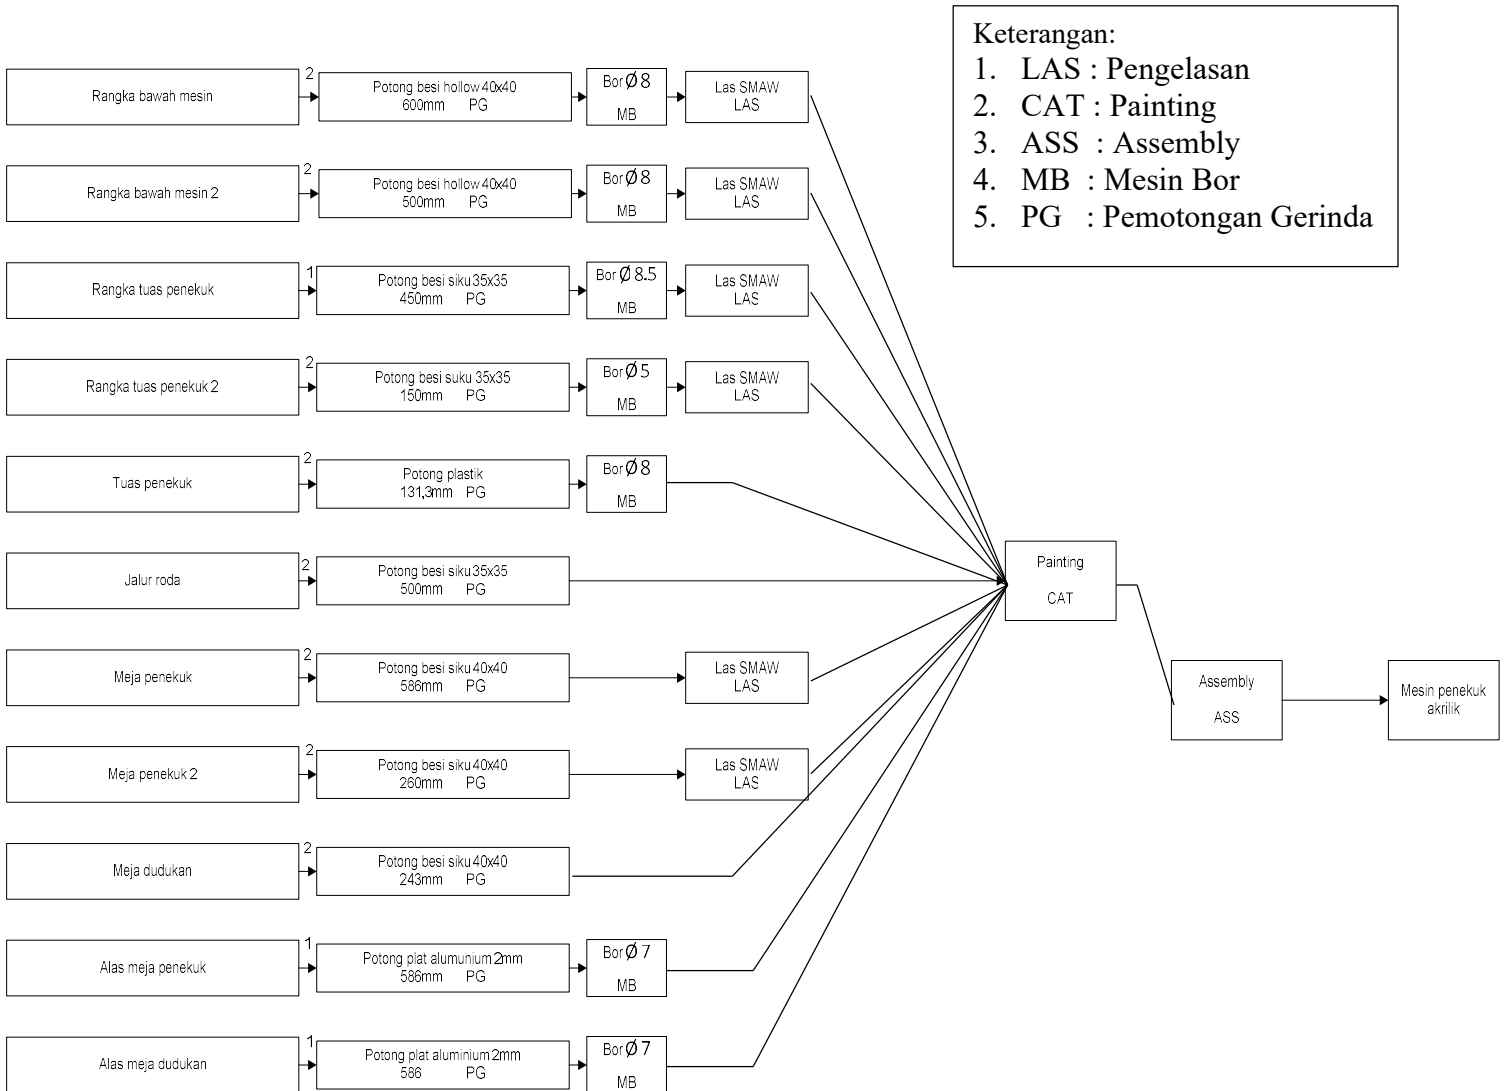 Keterangan:
1. LAS : Pengelasan
2. CAT : Painting
3. ASS : Assembly
4. MB : Mesin Bor
5. PG : Pemotongan Gerinda
Rangka bawah mesin
2
Potong besi hollow 40x40
600mm PG
Bor Ø 8
MB
Las SMAW
LAS
Rangka bawah mesin 2
2
Potong besi hollow 40x40
500mm PG
Bor Ø 8
MB
Las SMAW
LAS
Rangka tuas penekuk
1
Potong besi siku 35x35
450mm PG
Bor Ø 8.5
MB
Las SMAW
LAS
Rangka tuas penekuk 2
2
Potong besi suku 35x35
150mm PG
Bor Ø 5
MB
Las SMAW
LAS
Tuas penekuk
2
Potong plastik
131,3mm PG
Bor Ø 8
MB
Jalur roda
2
Potong besi siku 35x35
500mm PG
Meja penekuk
2
Potong besi siku 40x40
586mm PG
Las SMAW
LAS
Meja penekuk 2
2
Potong besi siku 40x40
260mm PG
Las SMAW
LAS
Meja dudukan
2
Potong besi siku 40x40
243mm PG
Alas meja penekuk
1
Potong plat alumunium 2mm
586mm PG
Bor Ø 7
MB
Alas meja dudukan
1
Potong plat aluminium 2mm
586 PG
Bor Ø 7
MB
Painting
CAT
Assembly
ASS
Mesin penekuk
akrilik